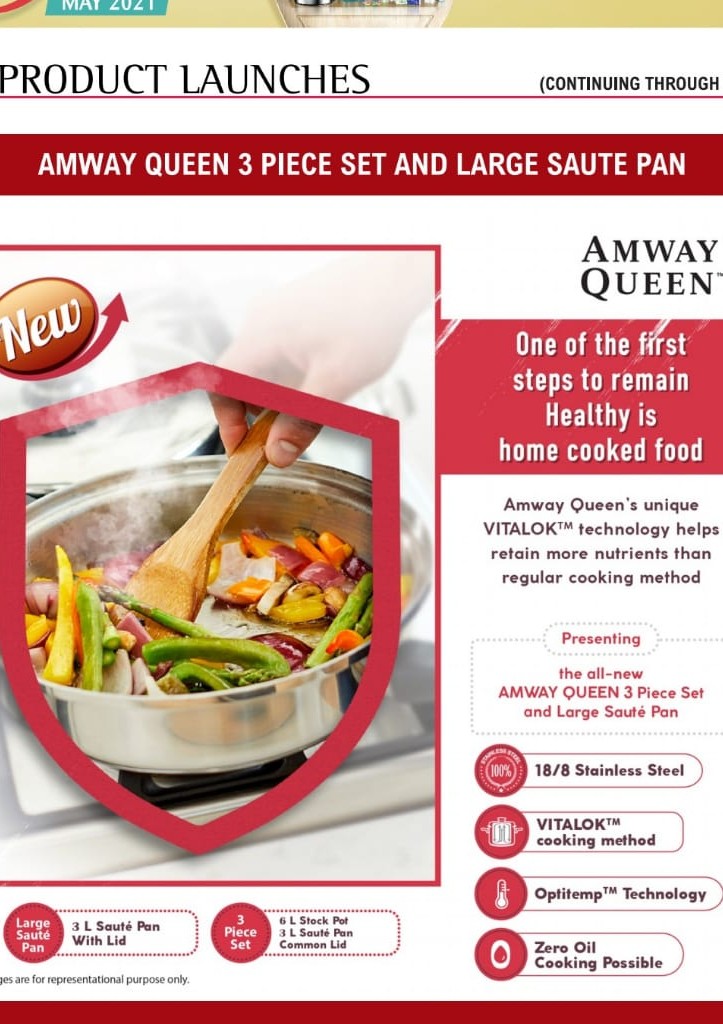 MAY 2021
PRODUCT LAUNCHES
(CONTINUING THROUGH
AMWAY QUEEN 3 PIECE SET AND LARGE SAUTE PAN
AMWAY
QUEEN™
New
One of the first
steps to remain
Healthy is
home cooked food
Amway Queen's unique
VITALOK™ technology helps
retain more nutrients than
regular cooking method
Presenting
the all-new
AMWAY QUEEN 3 Piece Set
and Large Sauté Pan
STAINLESS STEEL
100%
18/8 Stainless Steel
VITALOK™
cooking method
Optitemp™ Technology
Zero Oil
Cooking Possible
Large
Sauté
Pan
3 L Sauté Pan
With Lid
3
Piece
Set
6 L Stock Pot
3 L Sauté Pan
Common Lid
ges are for representational purpose only.